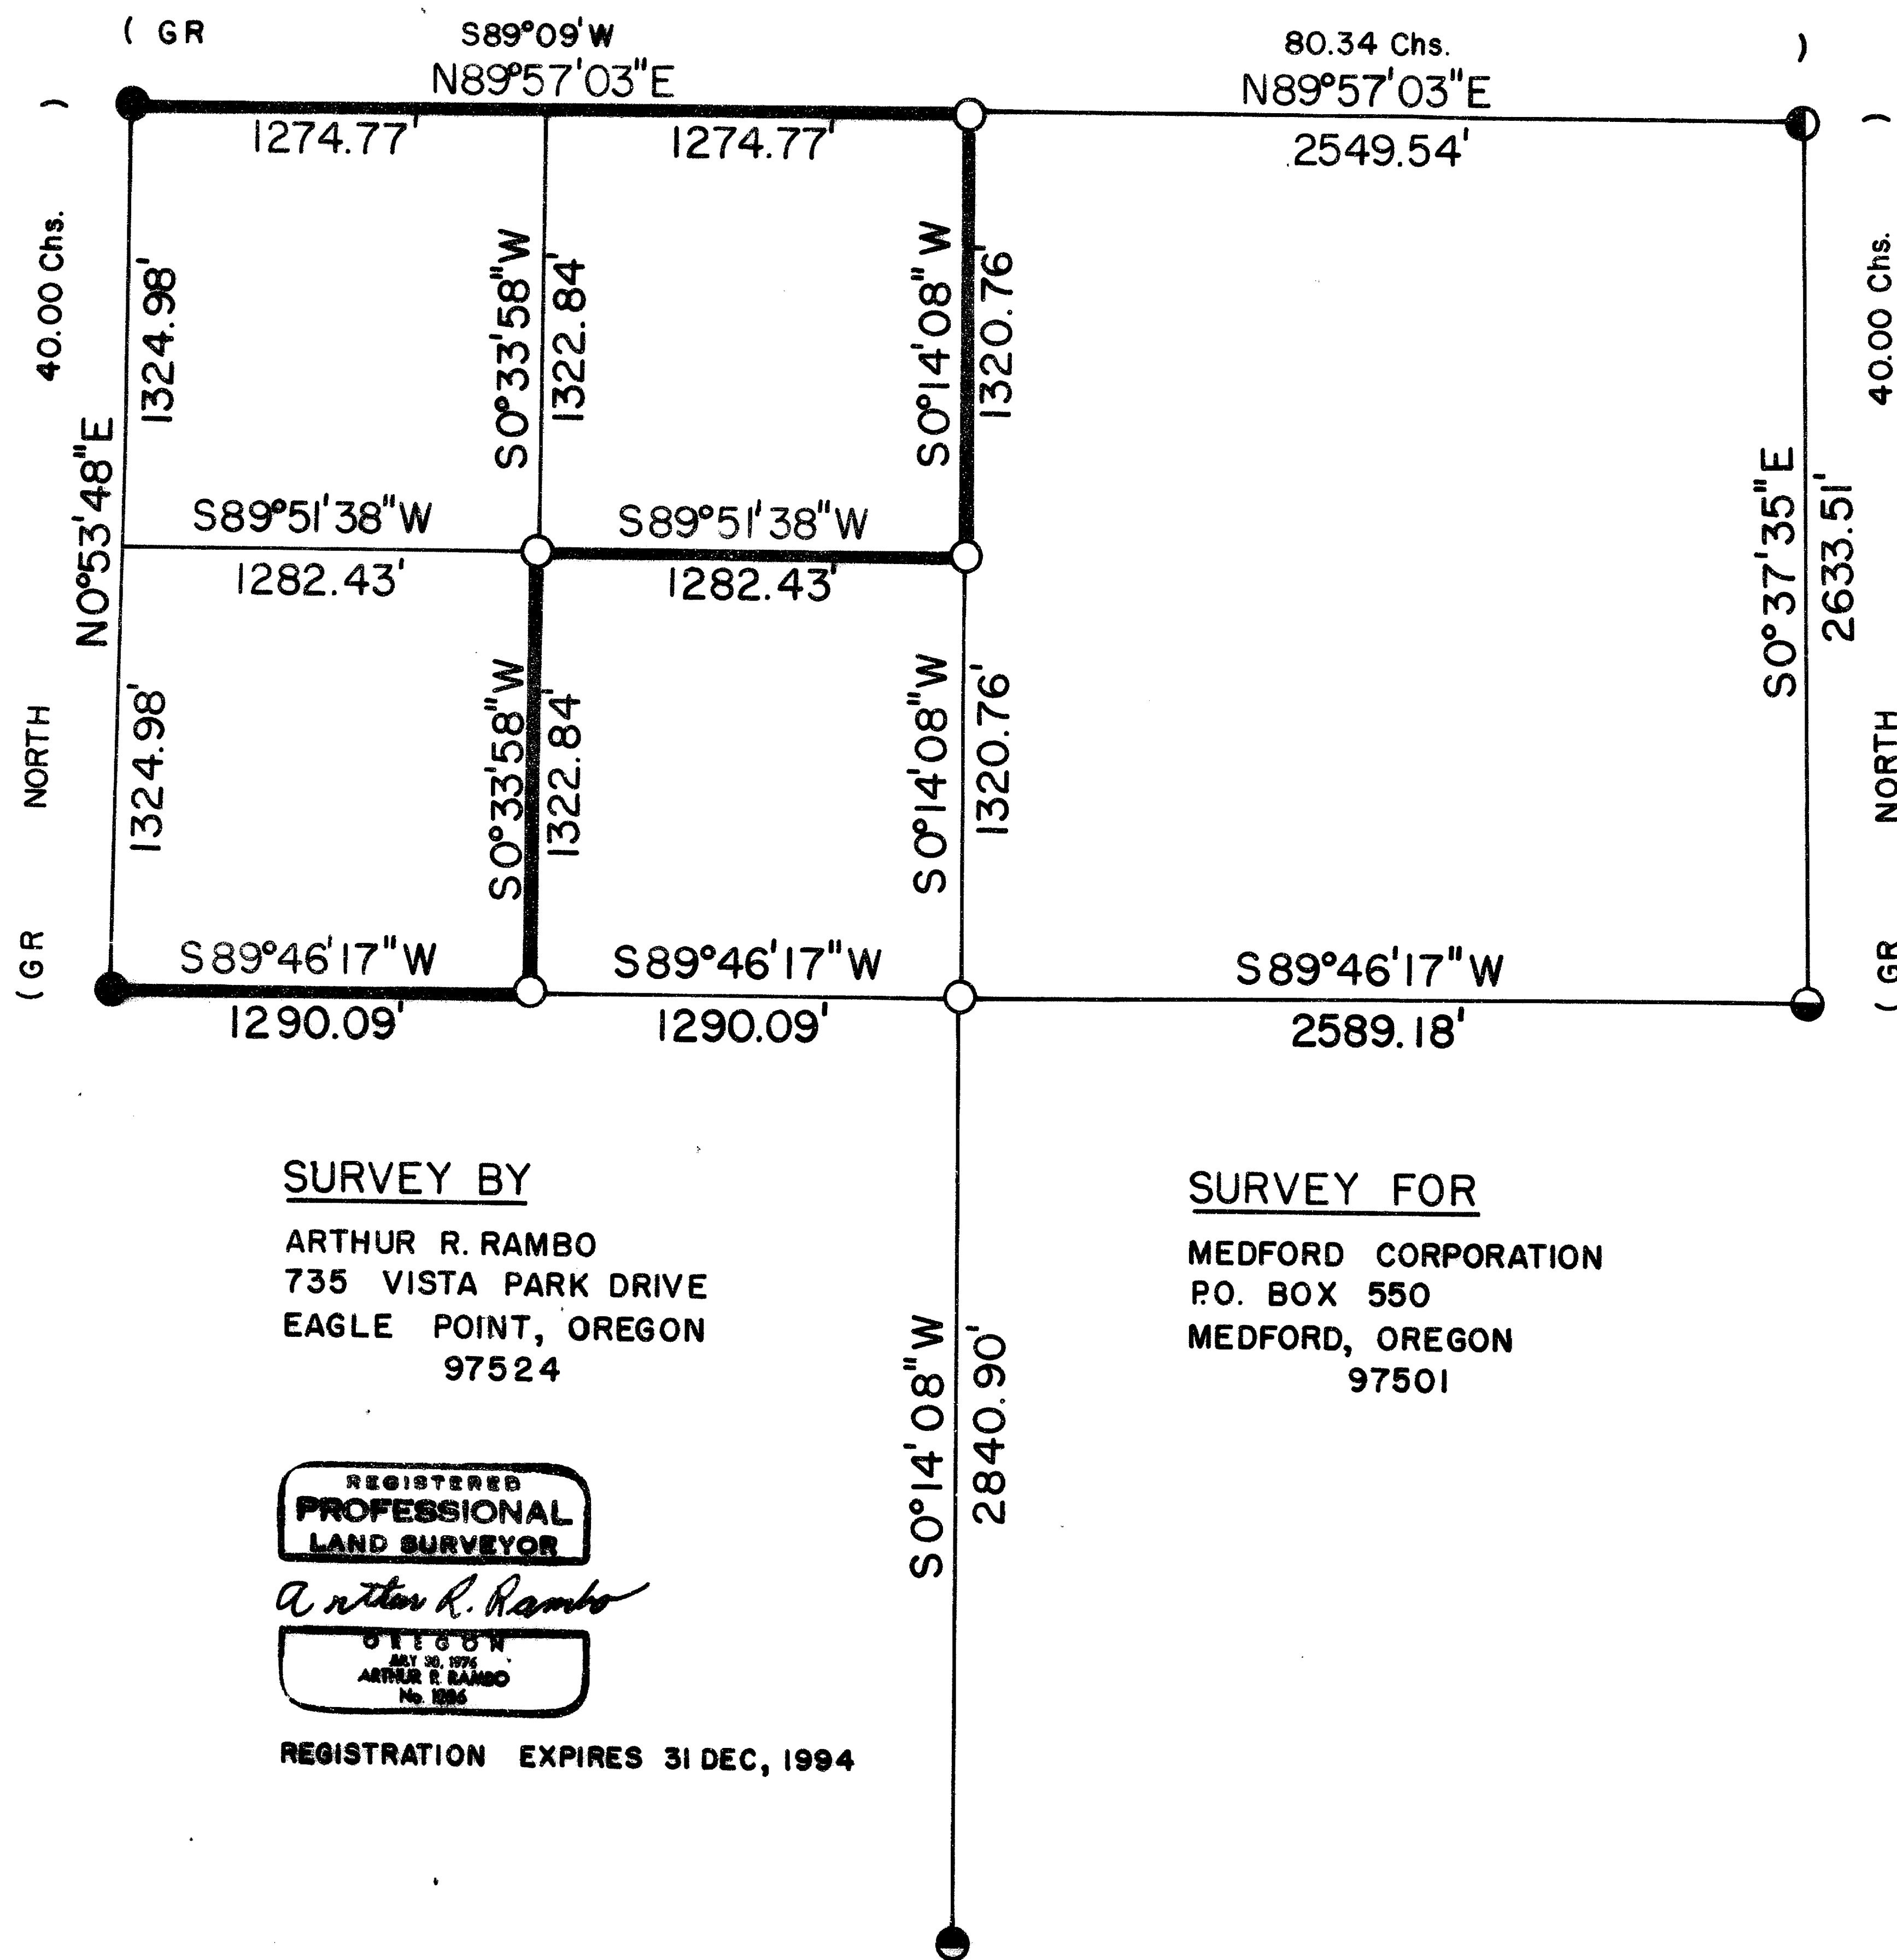 ( GR S89°09'W 80.34 Chs. )
N89°57'03"E N89°57'03"E
1274.77' 1274.77' 2549.54'
(GR NORTH 40.00 Chs. )
N0°53'48"E
1324.98'
1324.98'
S0°33'58"W
1322.84'
S0°14'08"W
1320.76'
S89°51'38"W S89°51'38"W
1282.43' 1282.43'
S0°33'58"W
1322.84'
S0°14'08"W
1320.76'
S0°37'35"E
2633.51'
(GR NORTH 40.00 Chs. )
S89°46'17"W S89°46'17"W S89°46'17"W
1290.09' 1290.09' 2589.18'
S0°14'08"W
2840.90'
SURVEY BY
ARTHUR R. RAMBO
735 VISTA PARK DRIVE
EAGLE POINT, OREGON
97524
SURVEY FOR
MEDFORD CORPORATION
P.O. BOX 550
MEDFORD, OREGON
97501
REGISTERED
PROFESSIONAL
LAND SURVEYOR
Arthur R. Rambo
OREGON
30, 1976
ARTHUR R. RAMBO
No.
REGISTRATION EXPIRES 31 DEC, 1994